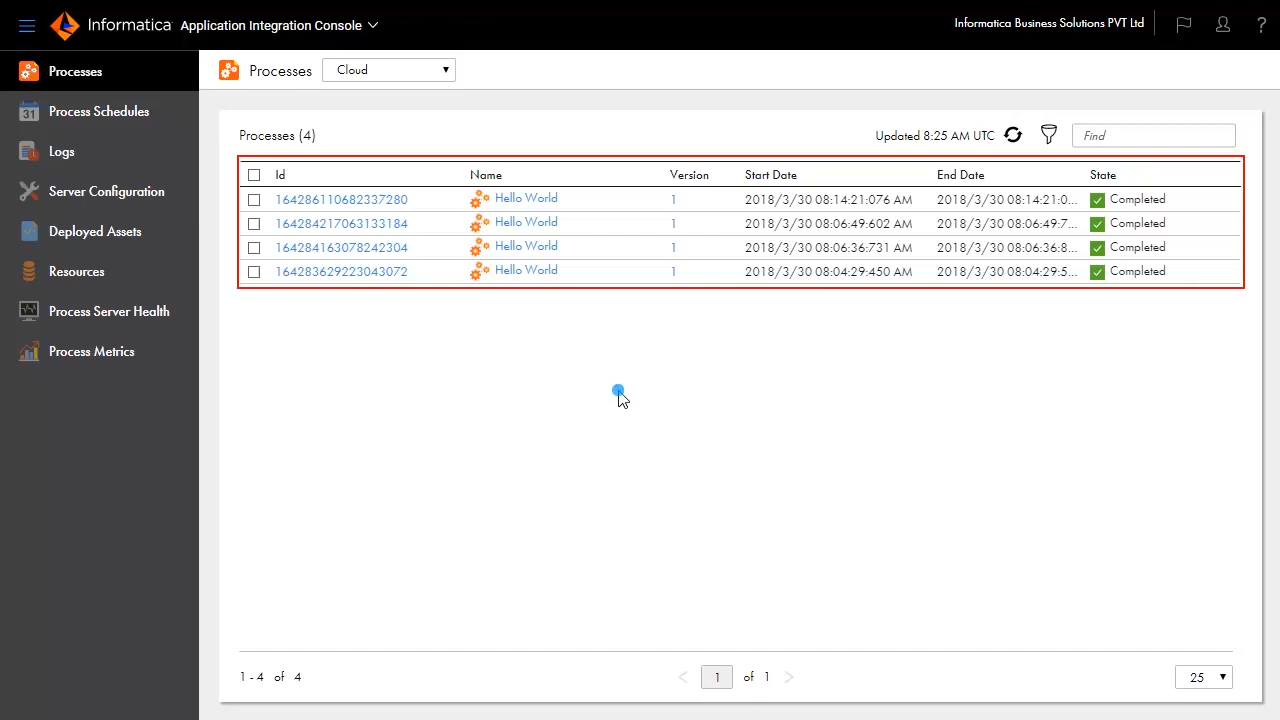 Informatica Application Integration Console
Informatica Business Solutions PVT Ltd
?
Processes
Process Schedules
31
Logs
Server Configuration
Deployed Assets
Resources
Process Server Health
Process Metrics
Processes Cloud
Processes (4)
Updated 8:25 AM UTC
Find
Id Name Version Start Date End Date State
164286110682337280 Hello World 1 2018/3/30 08:14:21:076 AM 2018/3/30 08:14:21:0... Completed
164284217063133184 Hello World 1 2018/3/30 08:06:49:602 AM 2018/3/30 08:06:49:7... Completed
164284163078242304 Hello World 1 2018/3/30 08:06:36:731 AM 2018/3/30 08:06:36:8... Completed
164283629223043072 Hello World 1 2018/3/30 08:04:29:450 AM 2018/3/30 08:04:29:5... Completed
1 - 4 of 4
< 1 of 1 >
25